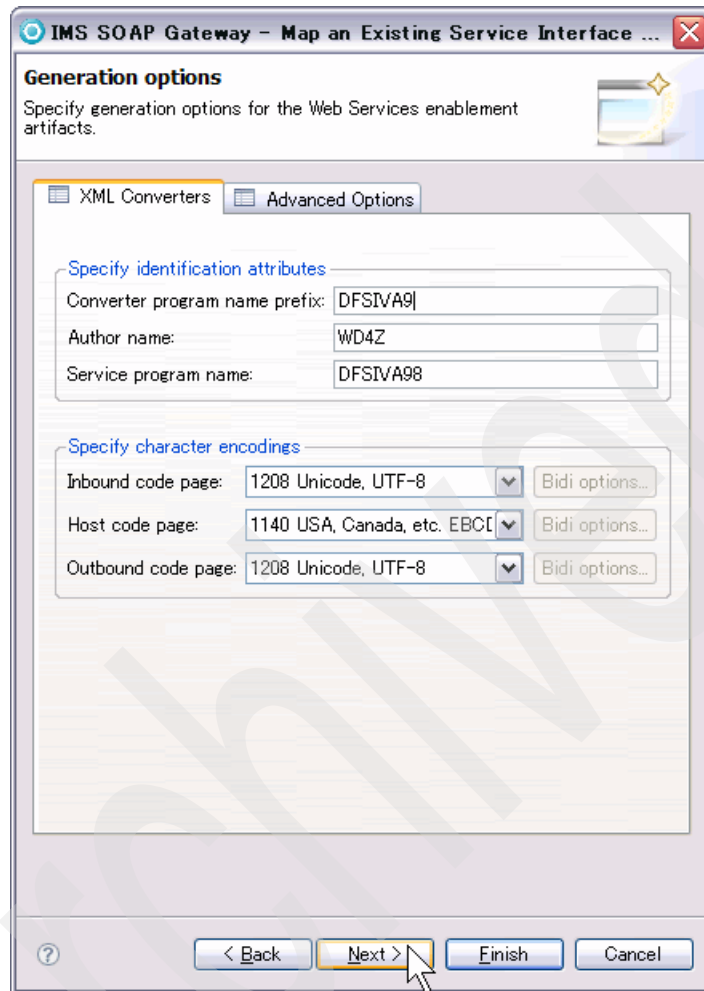 IMS SOAP Gateway - Map an Existing Service Interface ...
Generation options
Specify generation options for the Web Services enablement
artifacts.
XML Converters
Advanced Options
Specify identification attributes
Converter program name prefix: DFSIVA9
Author name: WD4Z
Service program name: DFSIVA98
Specify character encodings
Inbound code page: 1208 Unicode, UTF-8 Bidi options...
Host code page: 1140 USA, Canada, etc. EBCD Bidi options...
Outbound code page: 1208 Unicode, UTF-8 Bidi options...
rchived
? < Back Next > Finish Cancel